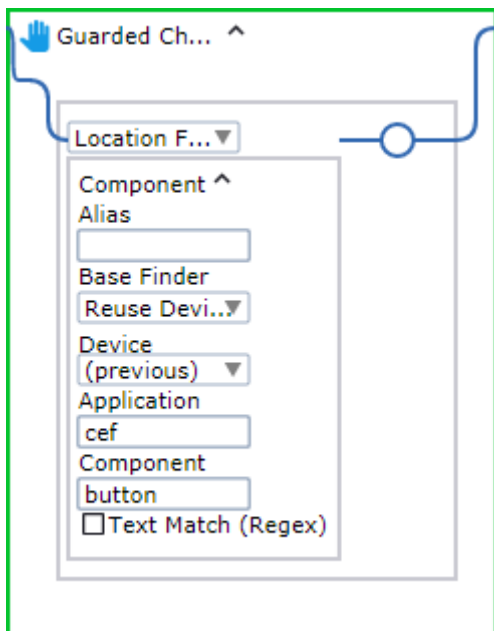 Guarded Ch...
Location F...
Component
Alias
Base Finder
Reuse Devi...
Device
(previous)
Application
cef
Component
button
Text Match (Regex)